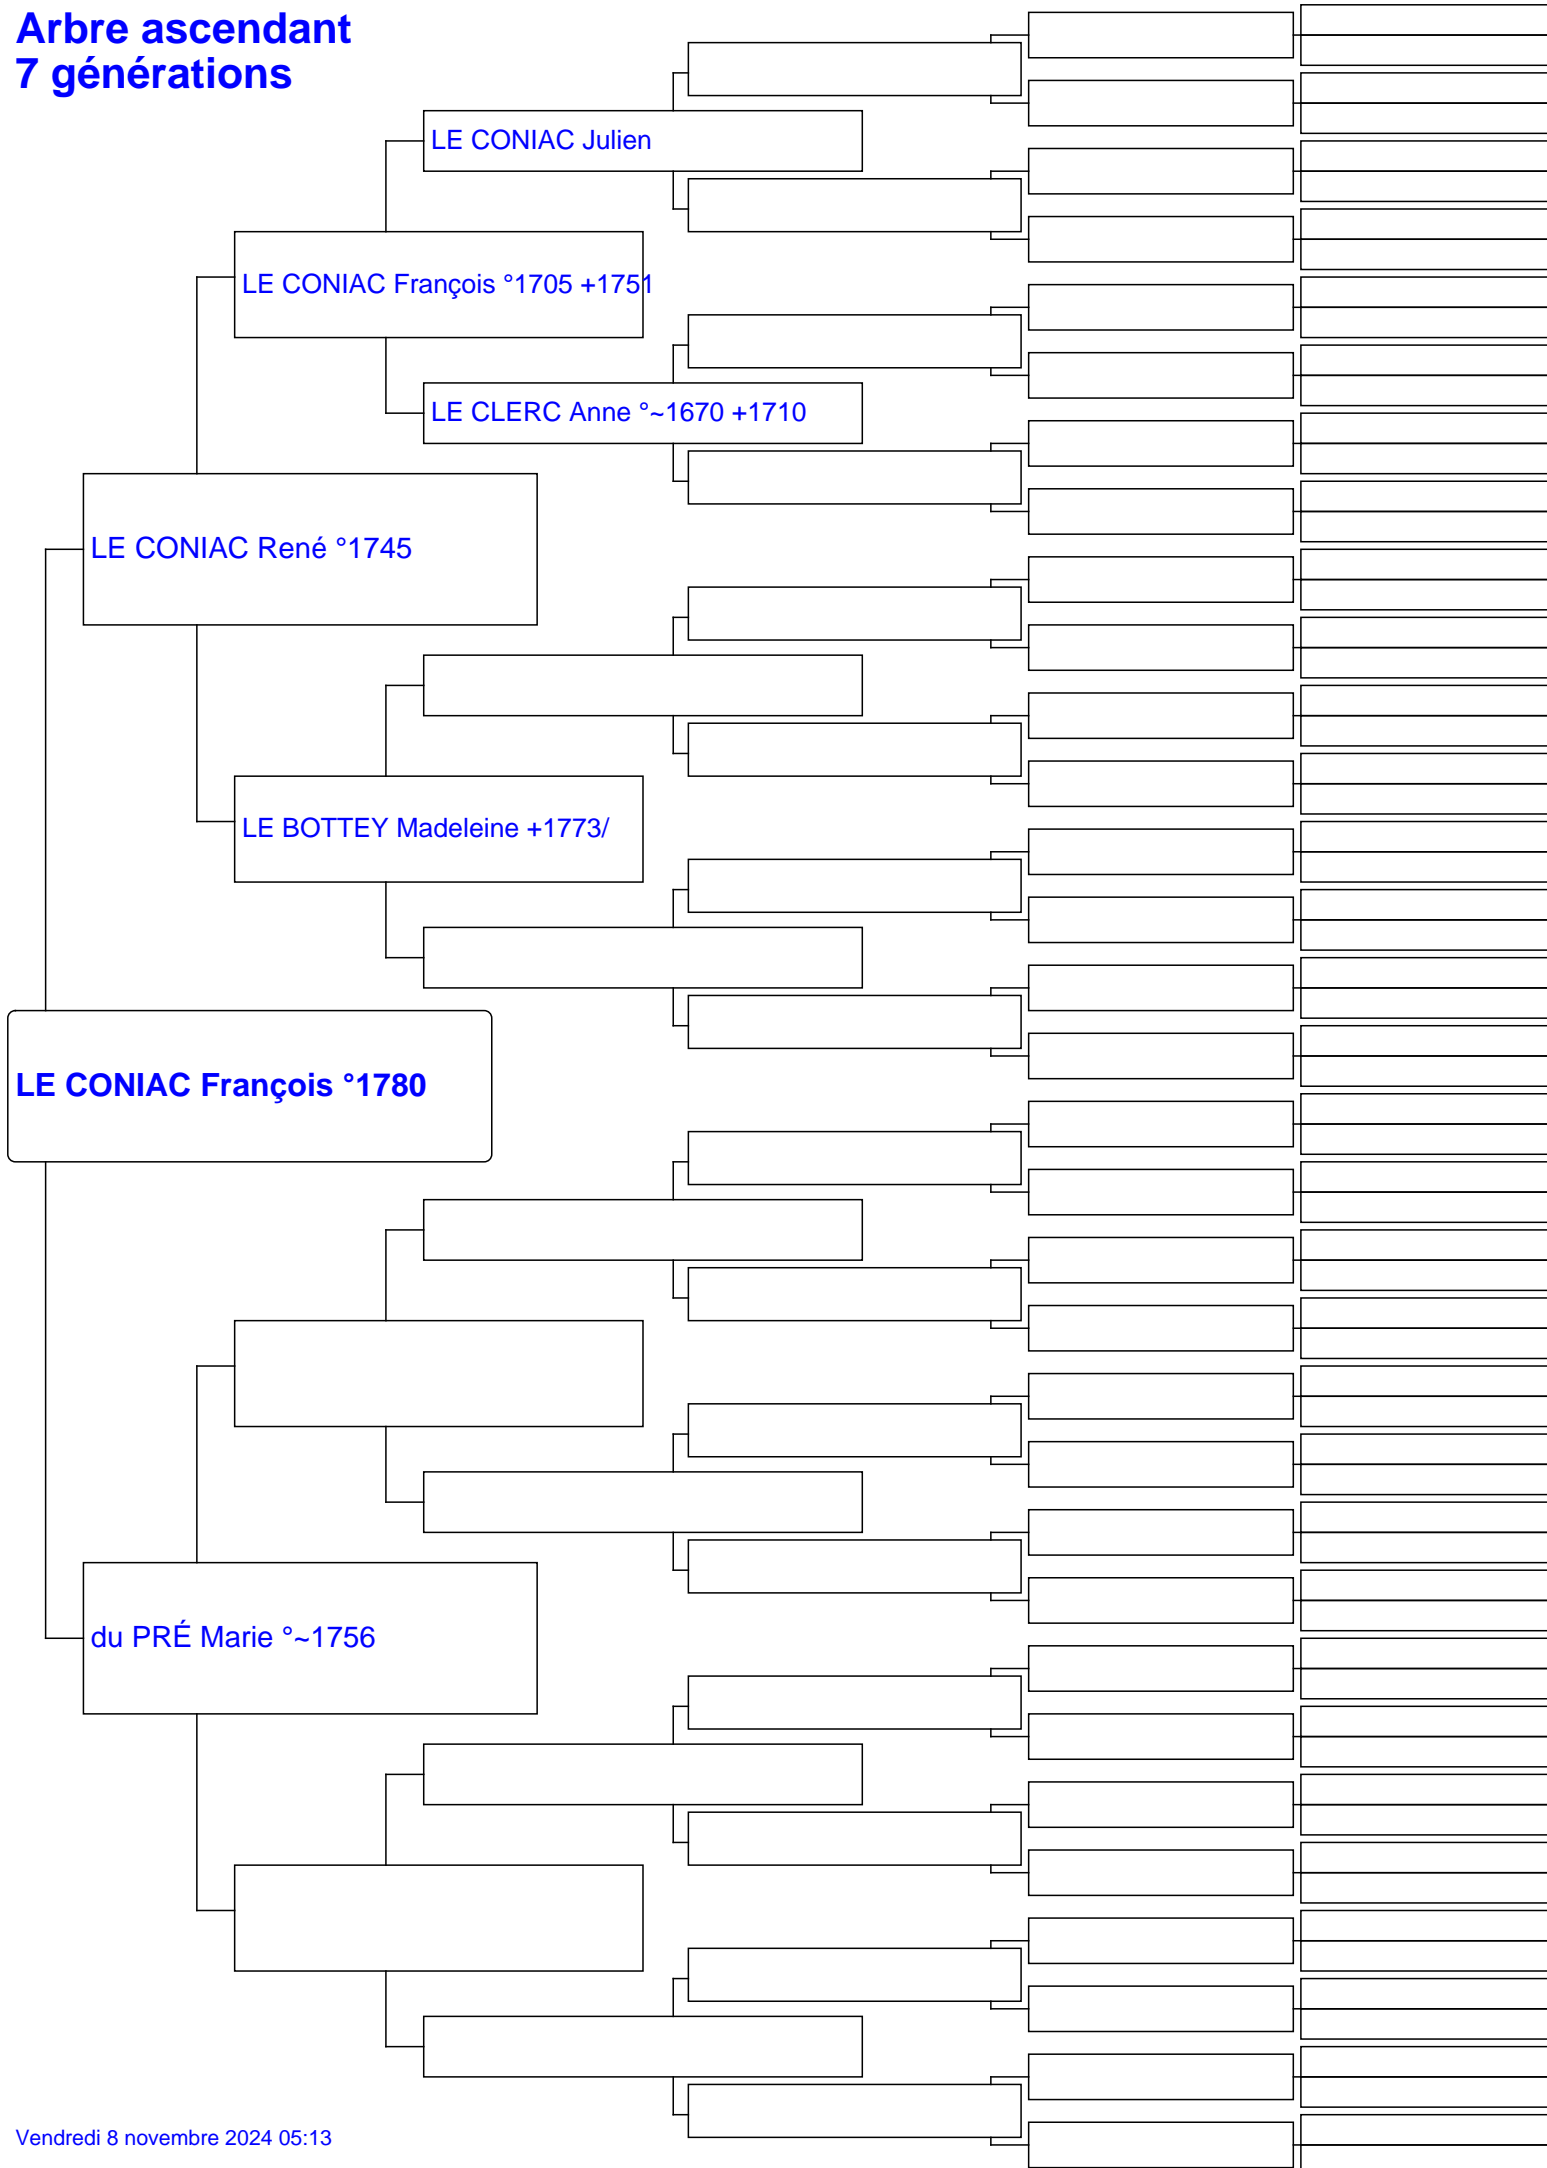 Arbre ascendant
7 générations
LE CONIAC Julien
LE CONIAC François °1705 +1751
LE CLERC Anne °~1670 +1710
LE CONIAC René °1745
LE BOTTEY Madeleine +1773/
LE CONIAC François °1780
du PRÉ Marie °~1756
Vendredi 8 novembre 2024 05:13